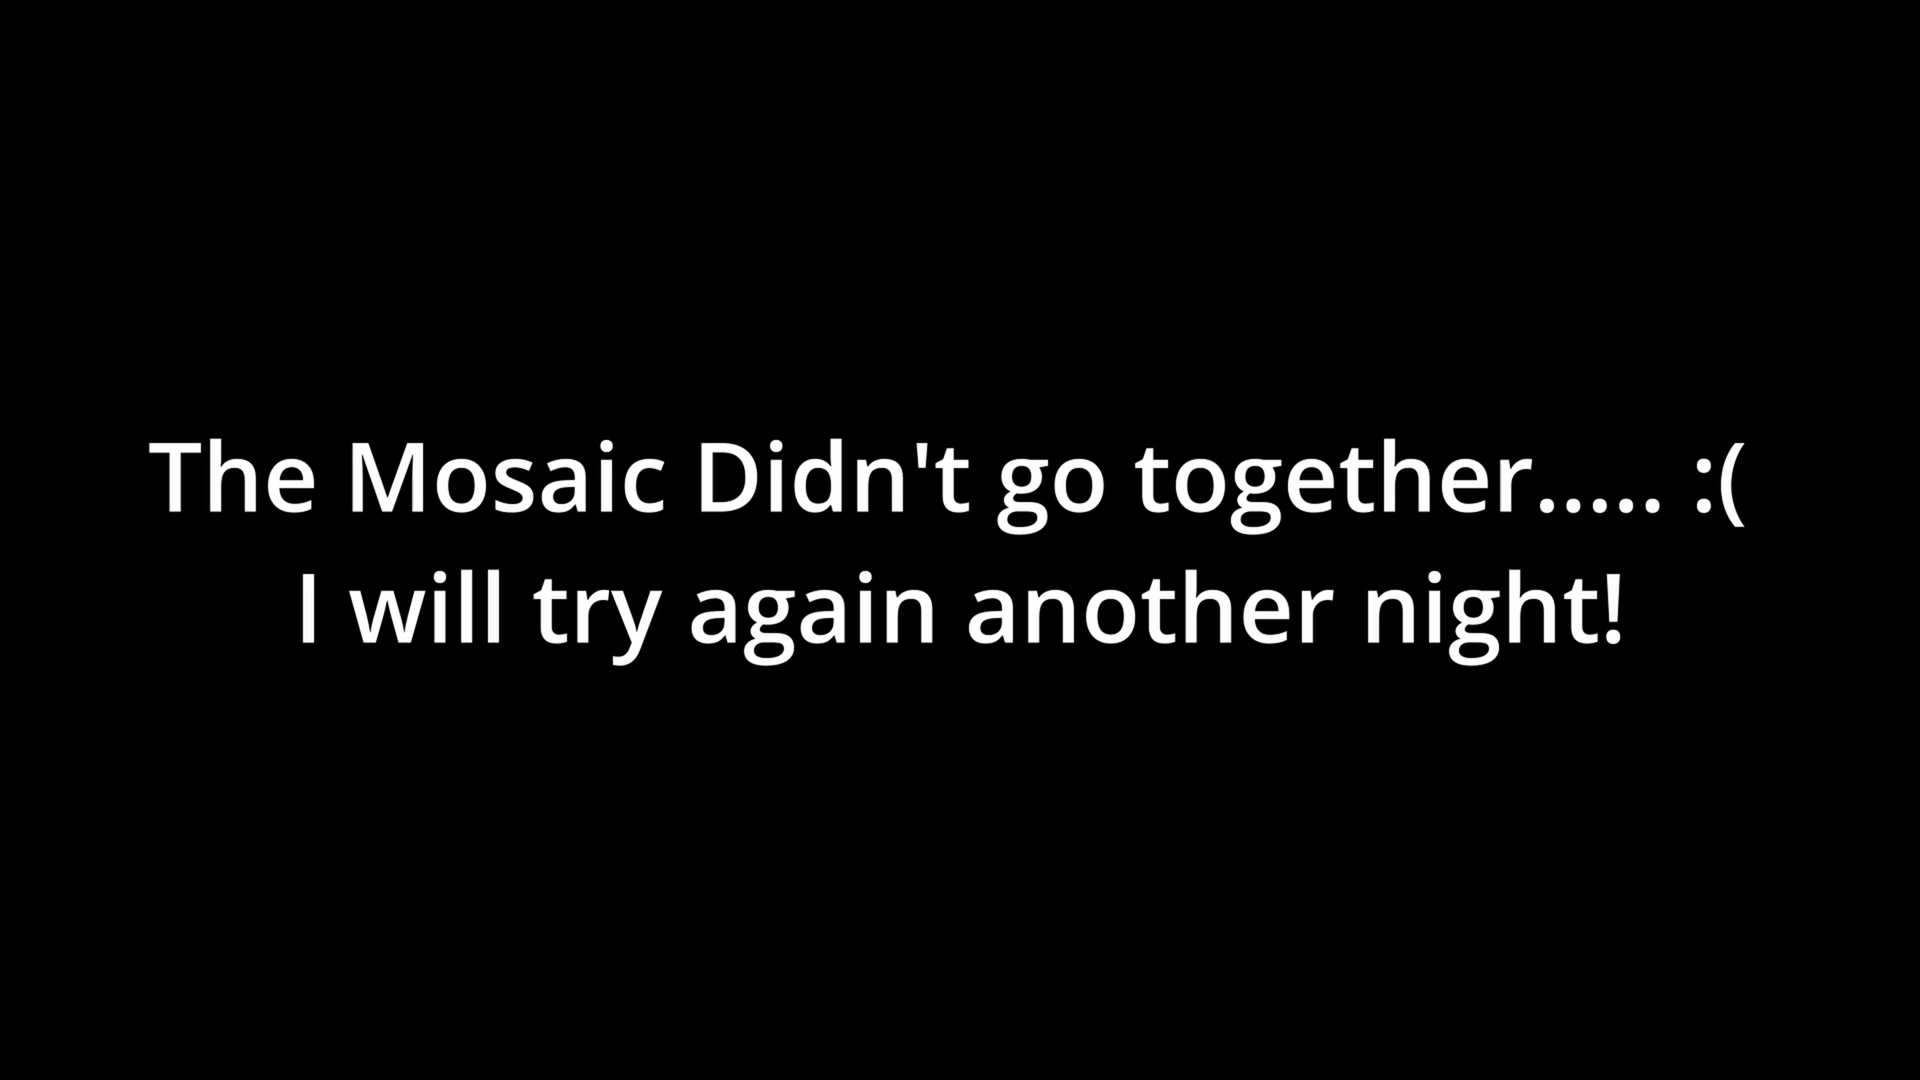 The Mosaic Didn't go together..... :(
I will try again another night!